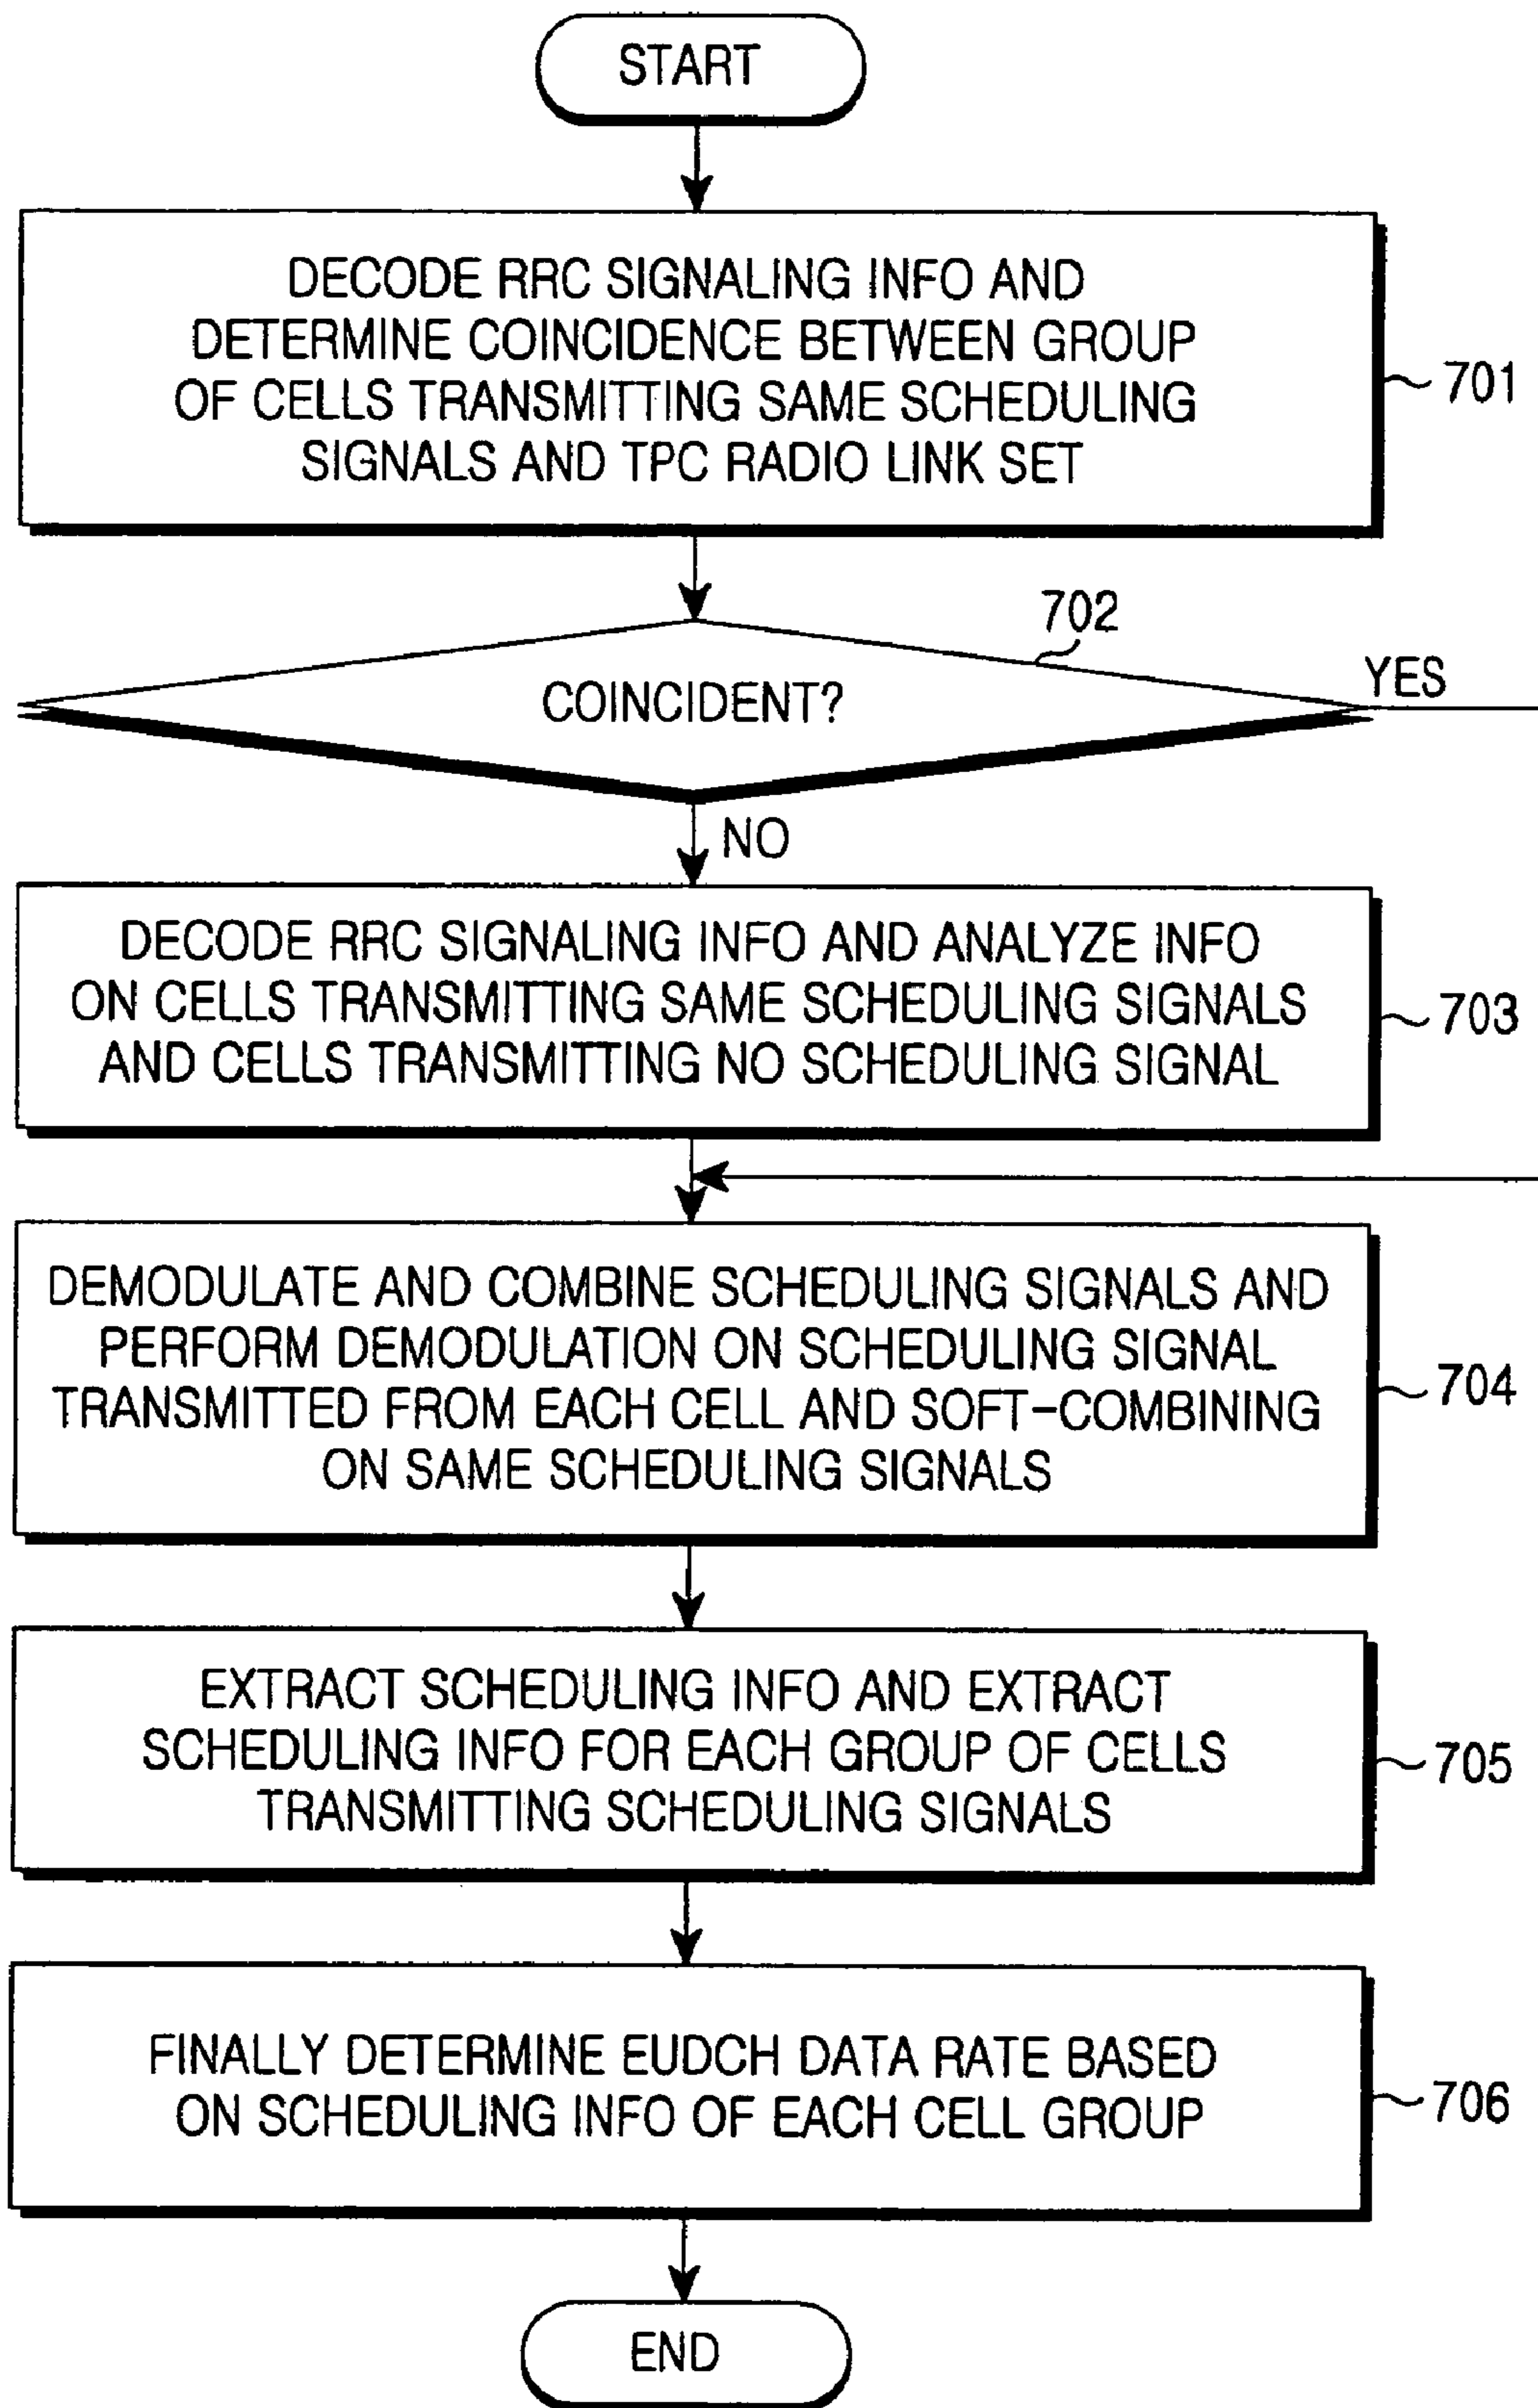 START
DECODE RRC SIGNALING INFO AND
DETERMINE COINCIDENCE BETWEEN GROUP
OF CELLS TRANSMITTING SAME SCHEDULING
SIGNALS AND TPC RADIO LINK SET
701
702
COINCIDENT?
YES
NO
DECODE RRC SIGNALING INFO AND ANALYZE INFO
ON CELLS TRANSMITTING SAME SCHEDULING SIGNALS
AND CELLS TRANSMITTING NO SCHEDULING SIGNAL
703
DEMODULATE AND COMBINE SCHEDULING SIGNALS AND
PERFORM DEMODULATION ON SCHEDULING SIGNAL
TRANSMITTED FROM EACH CELL AND SOFT-COMBINING
ON SAME SCHEDULING SIGNALS
704
EXTRACT SCHEDULING INFO AND EXTRACT
SCHEDULING INFO FOR EACH GROUP OF CELLS
TRANSMITTING SCHEDULING SIGNALS
705
FINALLY DETERMINE EUDCH DATA RATE BASED
ON SCHEDULING INFO OF EACH CELL GROUP
706
END